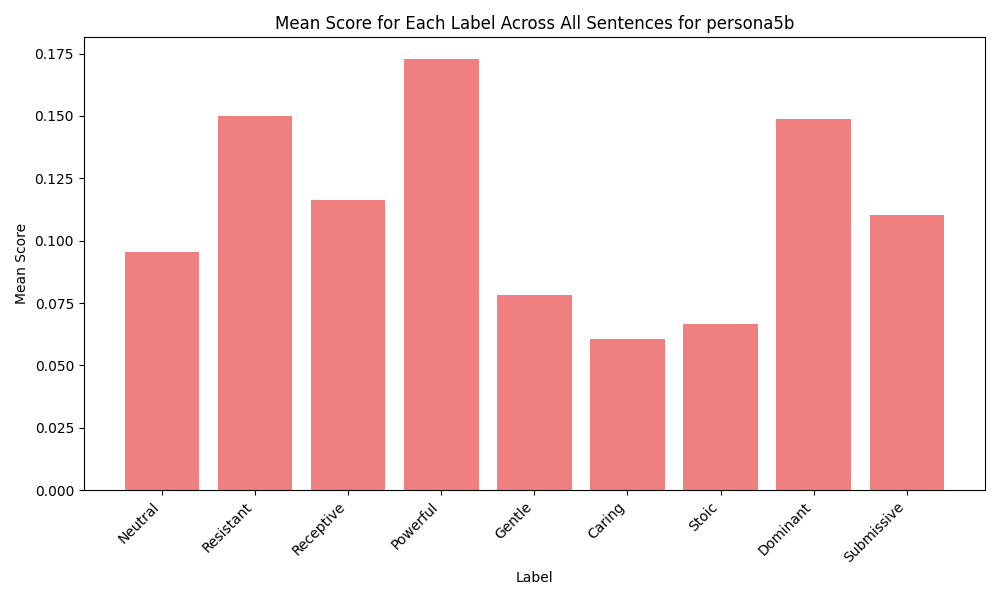 Mean Score for Each Label Across All Sentences for persona5b
0.175
0.150
0.125
0.100
0.075
0.050
0.025
0.000
Mean Score
Neutral
Resistant
Receptive
Powerful
Gentle
Caring
Stoic
Dominant
Submissive
Label